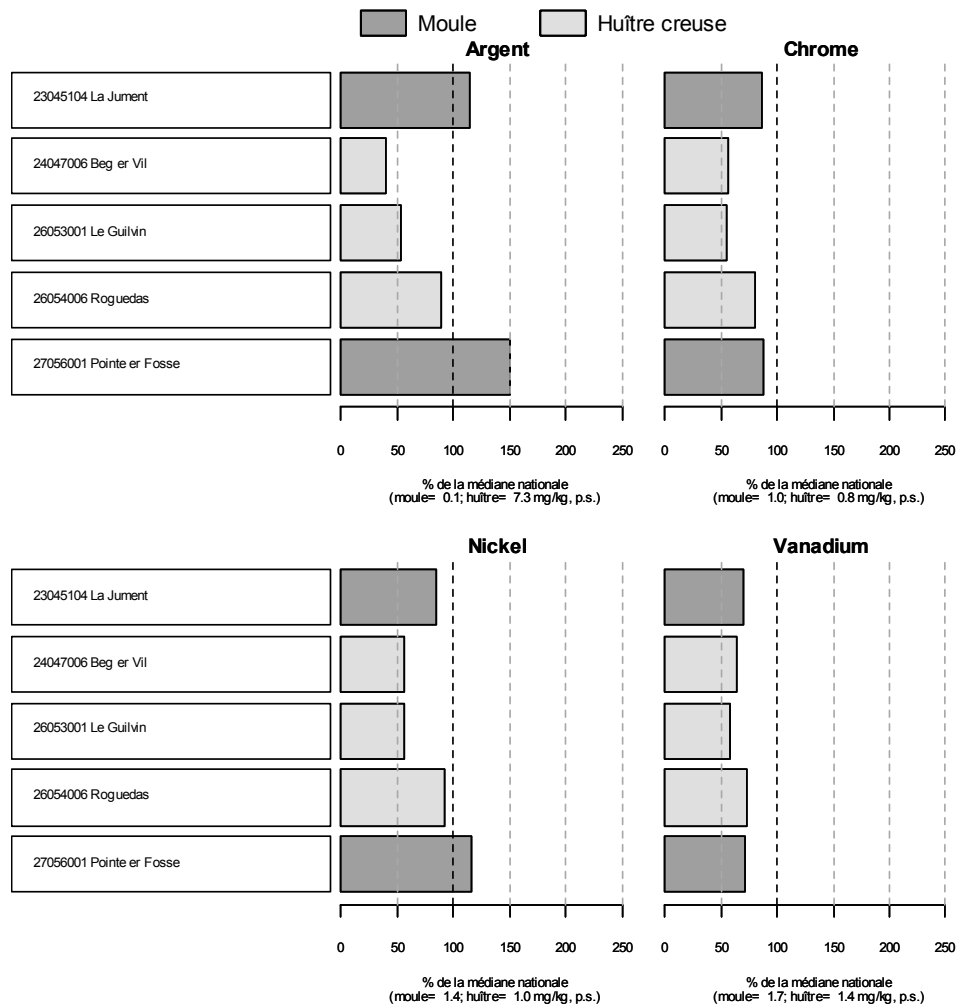 Moule Huître creuse
Argent Chrome
23045104 La Jument
24047006 Beg er Vil
26053001 Le Guilvin
26054006 Roguedas
27056001 Pointe er Fosse
0 50 100 150 200 250 0 50 100 150 200 250
% de la médiane nationale % de la médiane nationale
(moule= 0.1; huître= 7.3 mg/kg, p.s.) (moule= 1.0; huître= 0.8 mg/kg, p.s.)
Nickel Vanadium
23045104 La Jument
24047006 Beg er Vil
26053001 Le Guilvin
26054006 Roguedas
27056001 Pointe er Fosse
0 50 100 150 200 250 0 50 100 150 200 250
% de la médiane nationale % de la médiane nationale
(moule= 1.4; huître= 1.0 mg/kg, p.s.) (moule= 1.7; huître= 1.4 mg/kg, p.s.)